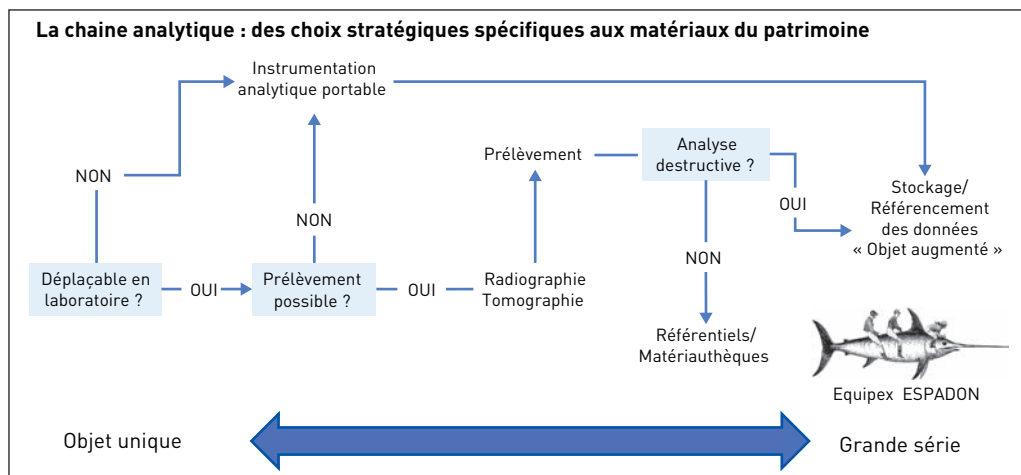 La chaine analytique : des choix stratégiques spécifiques aux matériaux du patrimoine
Instrumentation
analytique portable
NON
Déplaçable en
laboratoire ?
OUI
NON
Prélèvement
possible ?
OUI
Prélèvement
Radiographie
Tomographie
Analyse
destructive ?
NON
OUI
Référentiels/
Matériauthèques
Stockage/
Référencement
des données
« Objet augmenté »
Equipex ESPADON
Objet unique
Grande série